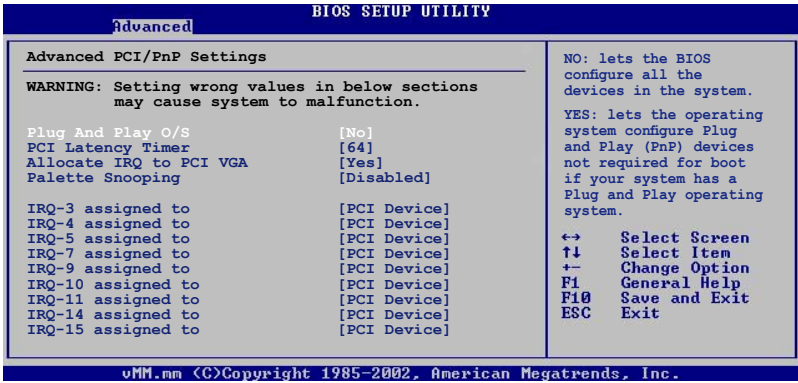 BIOS SETUP UTILITY
Advanced
Advanced PCI/PnP Settings
WARNING: Setting wrong values in below sections
may cause system to malfunction.
Plug And Play O/S [No]
PCI Latency Timer [64]
Allocate IRQ to PCI VGA [Yes]
Palette Snooping [Disabled]
IRQ-3 assigned to [PCI Device]
IRQ-4 assigned to [PCI Device]
IRQ-5 assigned to [PCI Device]
IRQ-7 assigned to [PCI Device]
IRQ-9 assigned to [PCI Device]
IRQ-10 assigned to [PCI Device]
IRQ-11 assigned to [PCI Device]
IRQ-14 assigned to [PCI Device]
IRQ-15 assigned to [PCI Device]
NO: lets the BIOS
configure all the
devices in the system.
YES: lets the operating
system configure Plug
and Play (PnP) devices
not required for boot
if your system has a
Plug and Play operating
system.
←→ Select Screen
↑↓ Select Item
+- Change Option
F1 General Help
F10 Save and Exit
ESC Exit
vMM.mm (C)Copyright 1985-2002, American Megatrends, Inc.